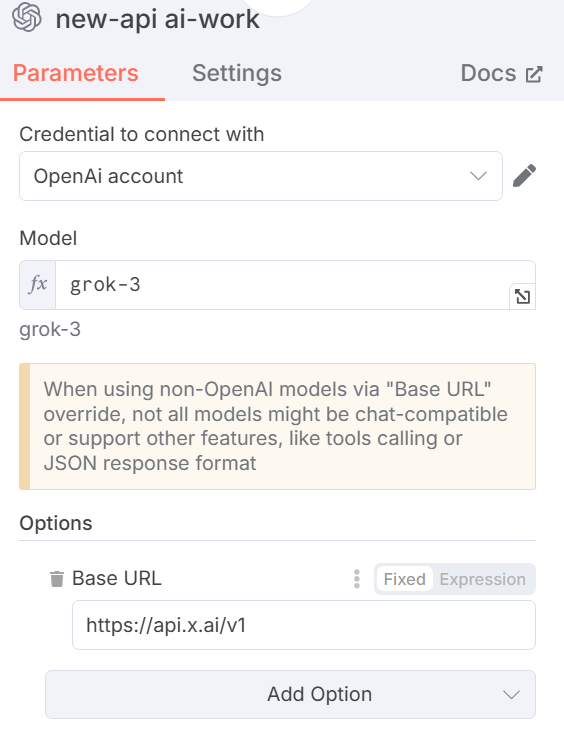 new-api ai-work
Parameters
Settings
Docs
Credential to connect with
OpenAi account
Model
fx
grok-3
grok-3
When using non-OpenAI models via "Base URL"
override, not all models might be chat-compatible
or support other features, like tools calling or
JSON response format
Options
Base URL
Fixed
Expression
https://api.x.ai/v1
Add Option